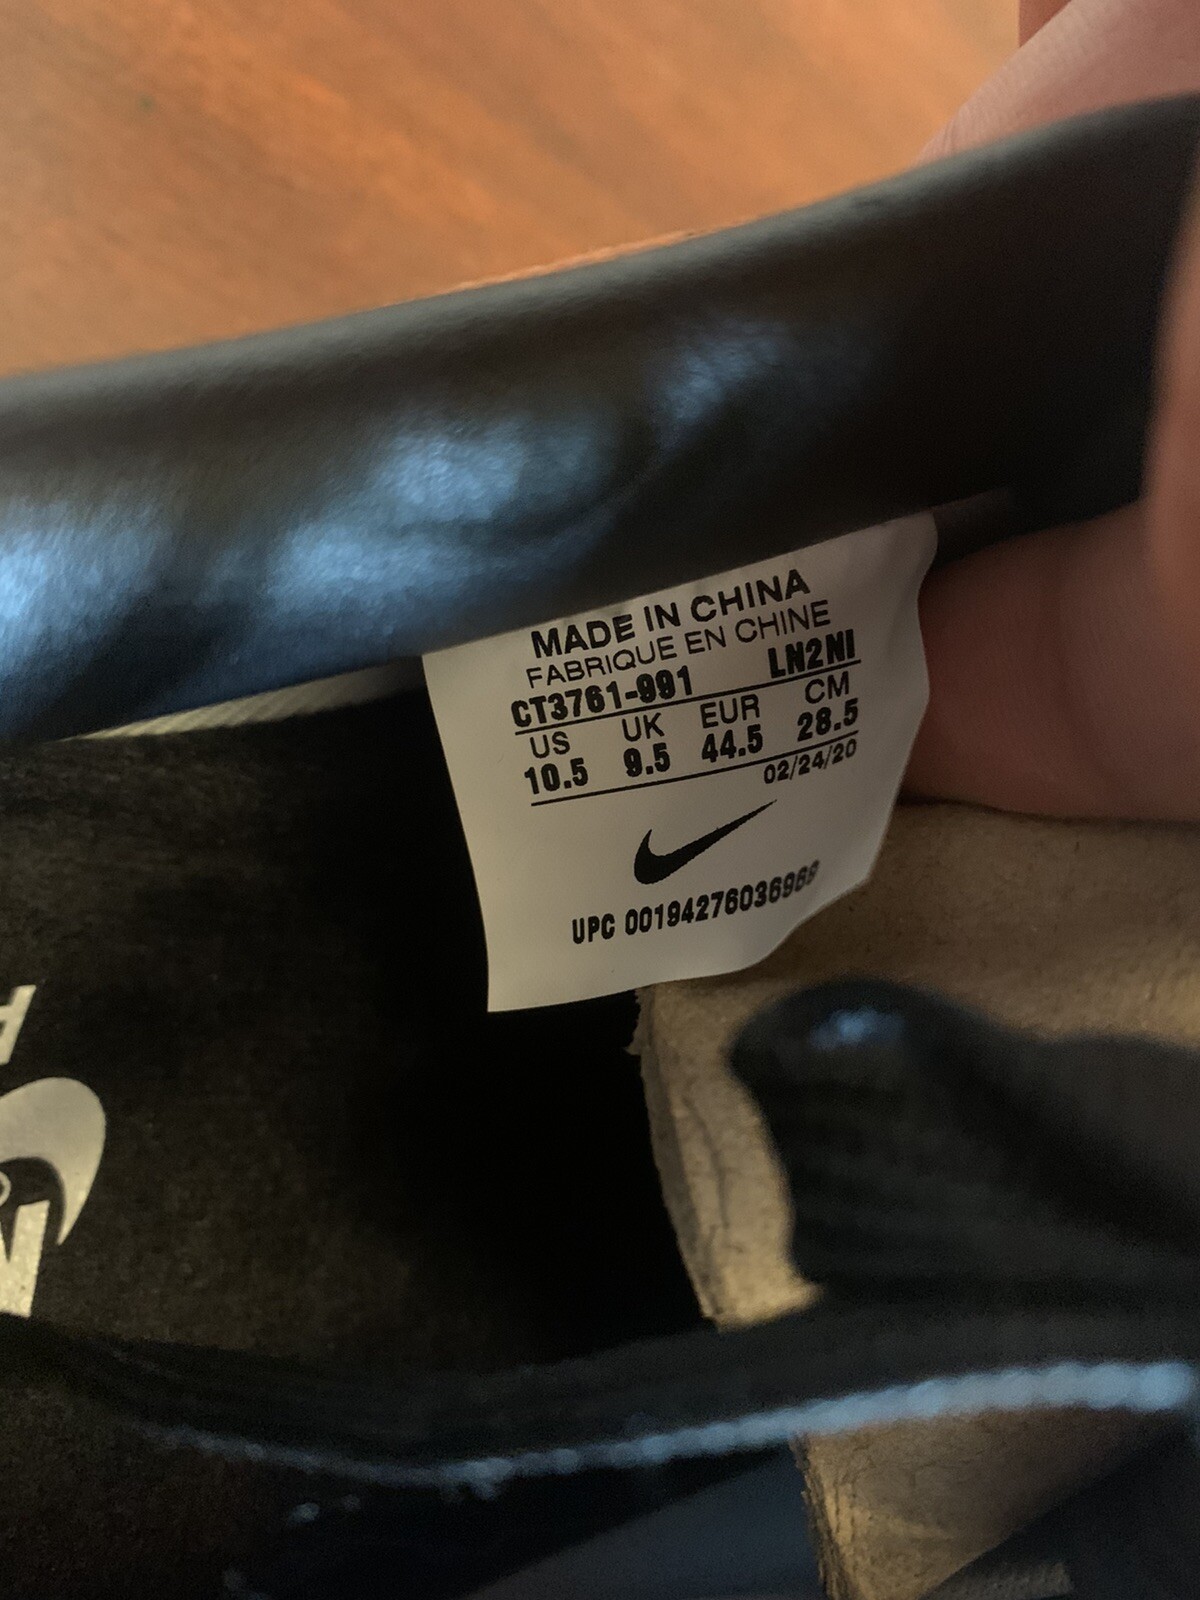 MADE IN CHINA
FABRIQUE EN CHINE
CT3761-991 LN2NI
US UK EUR CM
10.5 9.5 44.5 28.5
02/24/20
UPC 00194276036969